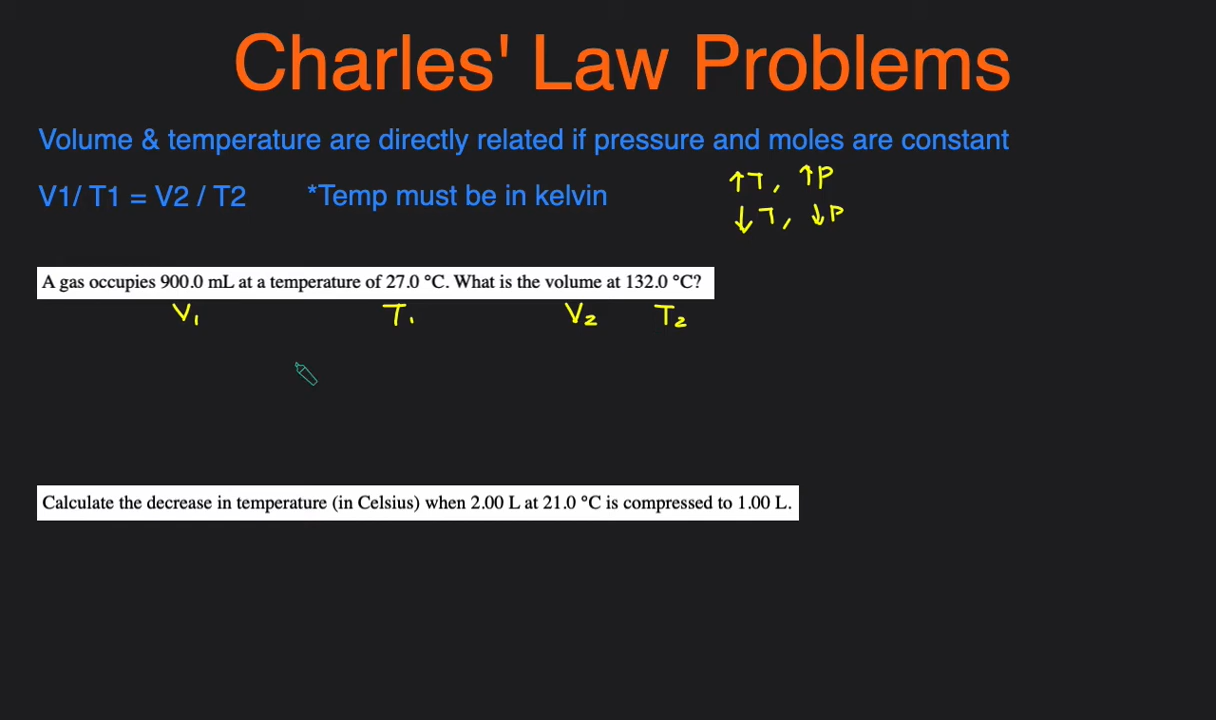 Charles' Law Problems
Volume & temperature are directly related if pressure and moles are constant
V1/ T1 = V2 / T2 *Temp must be in kelvin
↑T, ↑P
↓T, ↓P
A gas occupies 900.0 mL at a temperature of 27.0 °C. What is the volume at 132.0 °C?
V₁ T₁ V₂ T₂
Calculate the decrease in temperature (in Celsius) when 2.00 L at 21.0 °C is compressed to 1.00 L.